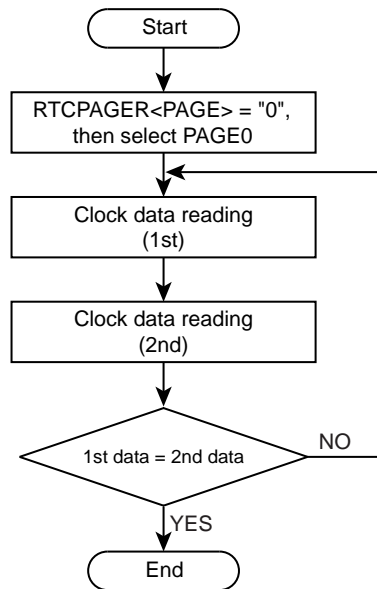 Start
RTCPAGER<PAGE> = "0",
then select PAGE0
Clock data reading
(1st)
Clock data reading
(2nd)
1st data = 2nd data
NO
YES
End